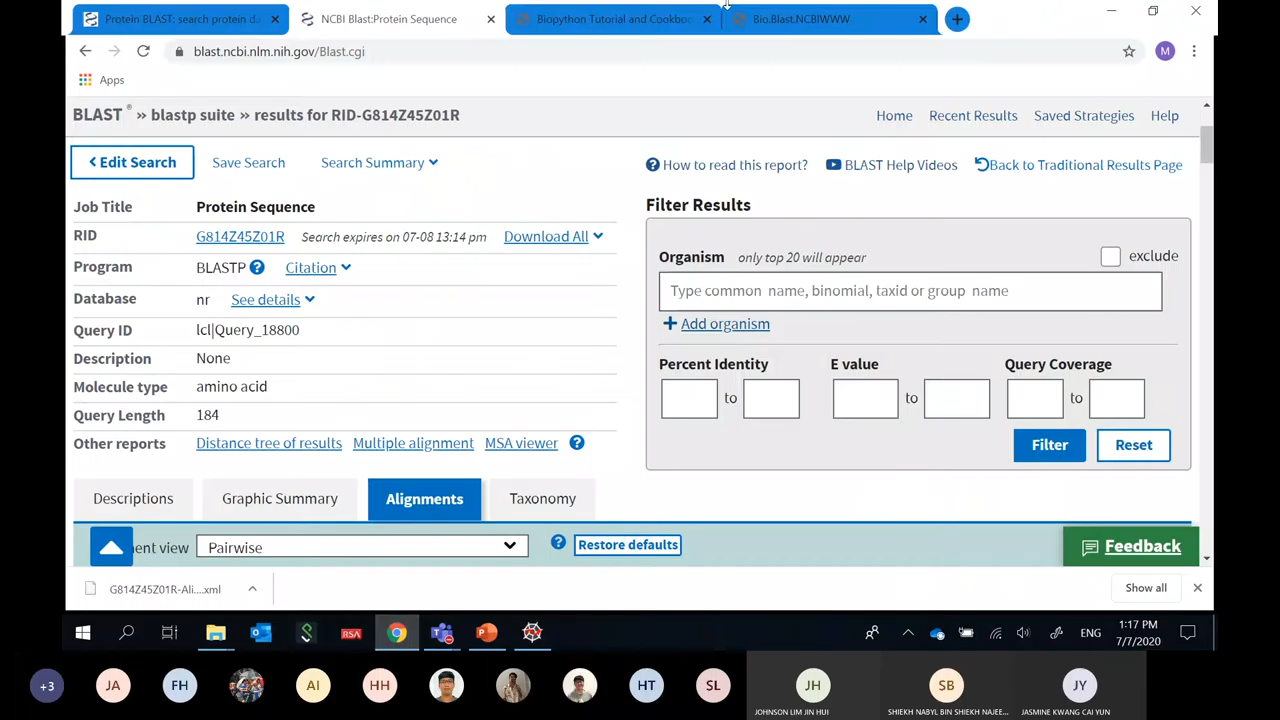 Protein BLAST: search protein da
NCBI Blast:Protein Sequence
Biopython Tutorial and Cookboo
Bio.Blast.NCBIWWW
blast.ncbi.nlm.nih.gov/Blast.cgi
M
Apps
BLAST ® » blastp suite » results for RID-G814Z45Z01R
Home Recent Results Saved Strategies Help
Edit Search Save Search Search Summary
How to read this report? BLAST Help Videos Back to Traditional Results Page
Job Title Protein Sequence
RID G814Z45Z01R Search expires on 07-08 13:14 pm Download All
Program BLASTP Citation
Database nr See details
Query ID lcl|Query_18800
Description None
Molecule type amino acid
Query Length 184
Other reports Distance tree of results Multiple alignment MSA viewer
Filter Results
Organism only top 20 will appear exclude
Type common name, binomial, taxid or group name
Add organism
Percent Identity E value Query Coverage
to to to
Filter Reset
Descriptions Graphic Summary Alignments Taxonomy
ent view Pairwise Restore defaults
Feedback
G814Z45Z01R-Ali....xml
Show all
RSA
ENG
1:17 PM
7/7/2020
+3 JA FH AI HH HT SL JH SB JY
JOHNSON LIM JIN HUI
SHIEKH NABYL BIN SHIEKH NAJEE...
JASMINE KWANG CAI YUN